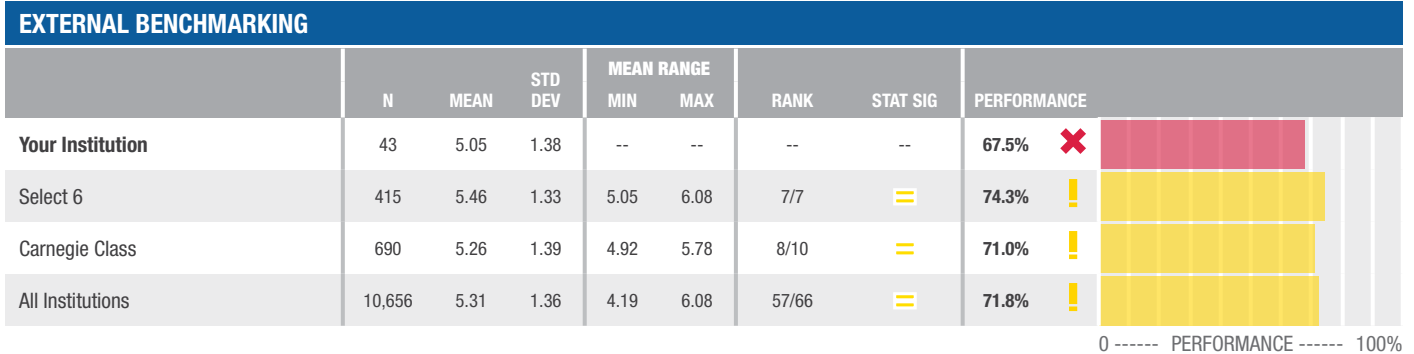 EXTERNAL BENCHMARKING
N MEAN STD DEV MEAN RANGE MIN MAX RANK STAT SIG PERFORMANCE
Your Institution 43 5.05 1.38 -- -- -- -- 67.5%
Select 6 415 5.46 1.33 5.05 6.08 7/7 = 74.3% !
Carnegie Class 690 5.26 1.39 4.92 5.78 8/10 = 71.0% !
All Institutions 10,656 5.31 1.36 4.19 6.08 57/66 = 71.8% !
0 ------ PERFORMANCE ------ 100%